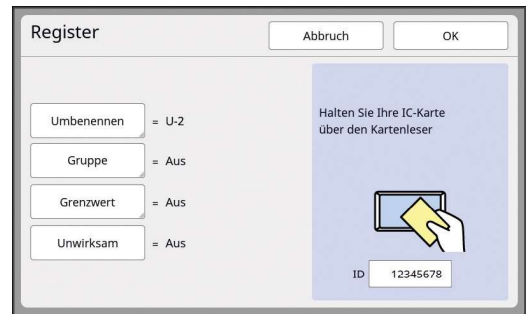 Register
Abbruch
OK
Umbenennen = U-2
Gruppe = Aus
Grenzwert = Aus
Unwirksam = Aus
Halten Sie Ihre IC-Karte
über den Kartenleser
ID 12345678